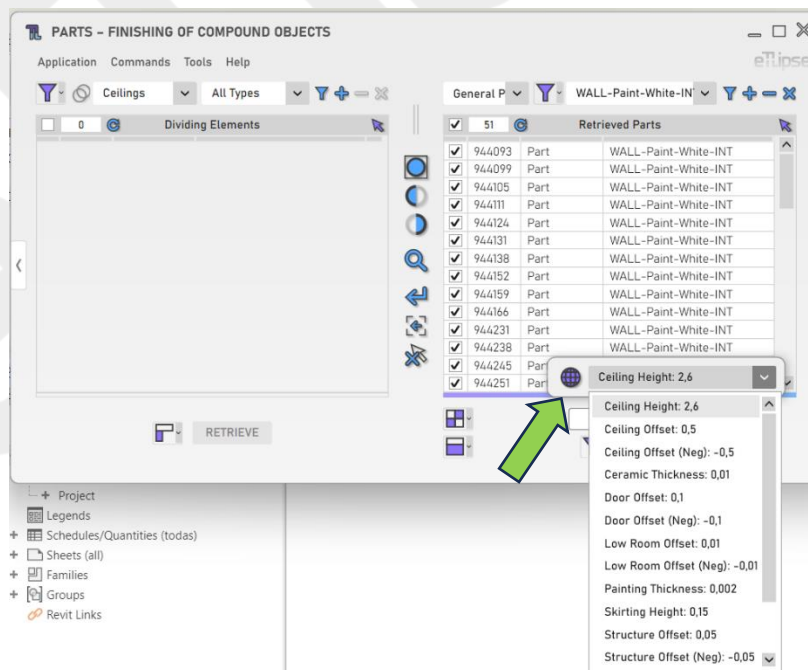 PARTS - FINISHING OF COMPOUND OBJECTS
Application Commands Tools Help
Ceilings All Types
General P WALL-Paint-White-IN
0 Dividing Elements
51 Retrieved Parts
944093 Part WALL-Paint-White-INT
944099 Part WALL-Paint-White-INT
944105 Part WALL-Paint-White-INT
944111 Part WALL-Paint-White-INT
944124 Part WALL-Paint-White-INT
944131 Part WALL-Paint-White-INT
944138 Part WALL-Paint-White-INT
944152 Part WALL-Paint-White-INT
944159 Part WALL-Paint-White-INT
944166 Part WALL-Paint-White-INT
944231 Part WALL-Paint-White-INT
944238 Part WALL-Paint-White-INT
944245 Par
944251 Par
Ceiling Height: 2,6
Ceiling Height: 2,6
Ceiling Offset: 0,5
Ceiling Offset (Neg): -0,5
Ceramic Thickness: 0,01
Door Offset: 0,1
Door Offset (Neg): -0,1
Low Room Offset: 0,01
Low Room Offset (Neg): -0,01
Painting Thickness: 0,002
Skirting Height: 0,15
Structure Offset: 0,05
Structure Offset (Neg): -0,05
RETRIEVE
Project
Legends
Schedules/Quantities (todas)
Sheets (all)
Families
Groups
Revit Links